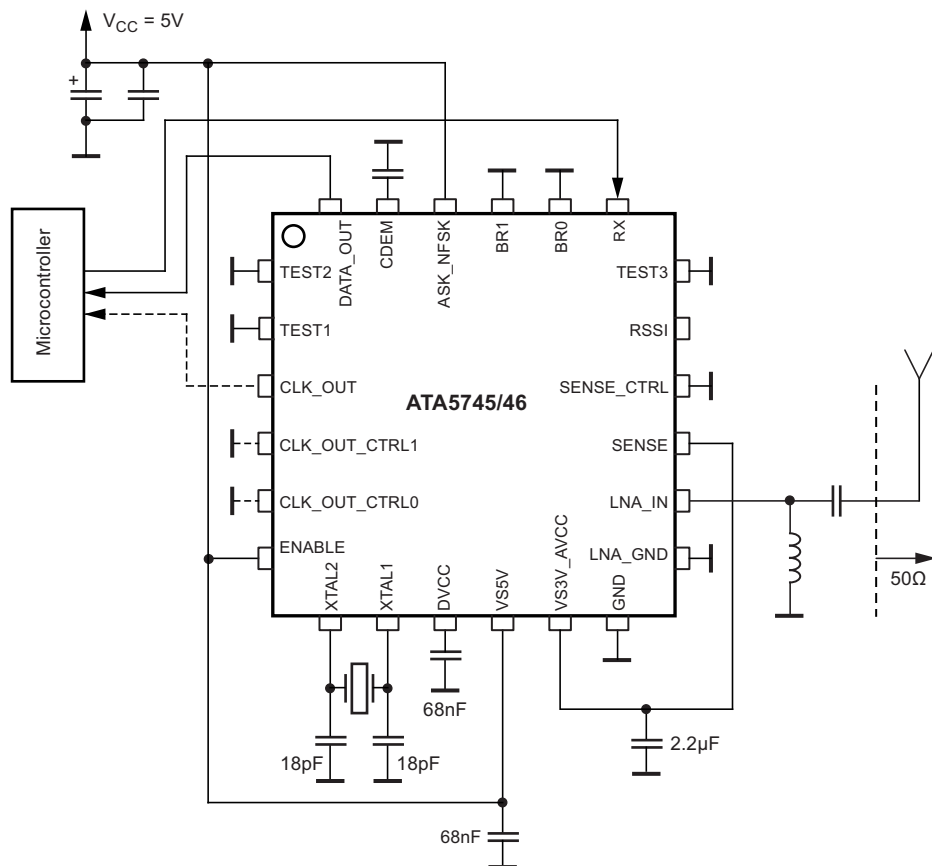 VCC = 5V
+
Microcontroller
DATA_OUT
CDEM
ASK_NFSK
BR1
BR0
RX
TEST2
TEST3
TEST1
RSSI
CLK_OUT
SENSE_CTRL
ATA5745/46
CLK_OUT_CTRL1
SENSE
CLK_OUT_CTRL0
LNA_IN
ENABLE
LNA_GND
XTAL2
XTAL1
DVCC
VS5V
VS3V_AVCC
GND
50Ω
68nF
18pF
18pF
2.2µF
68nF